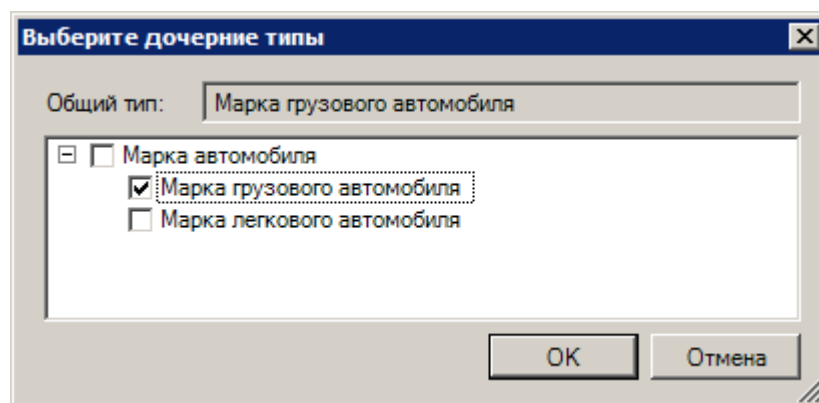 Выберите дочерние типы
Общий тип: Марка грузового автомобиля
Марка автомобиля
Марка грузового автомобиля
Марка легкового автомобиля
OK Отмена